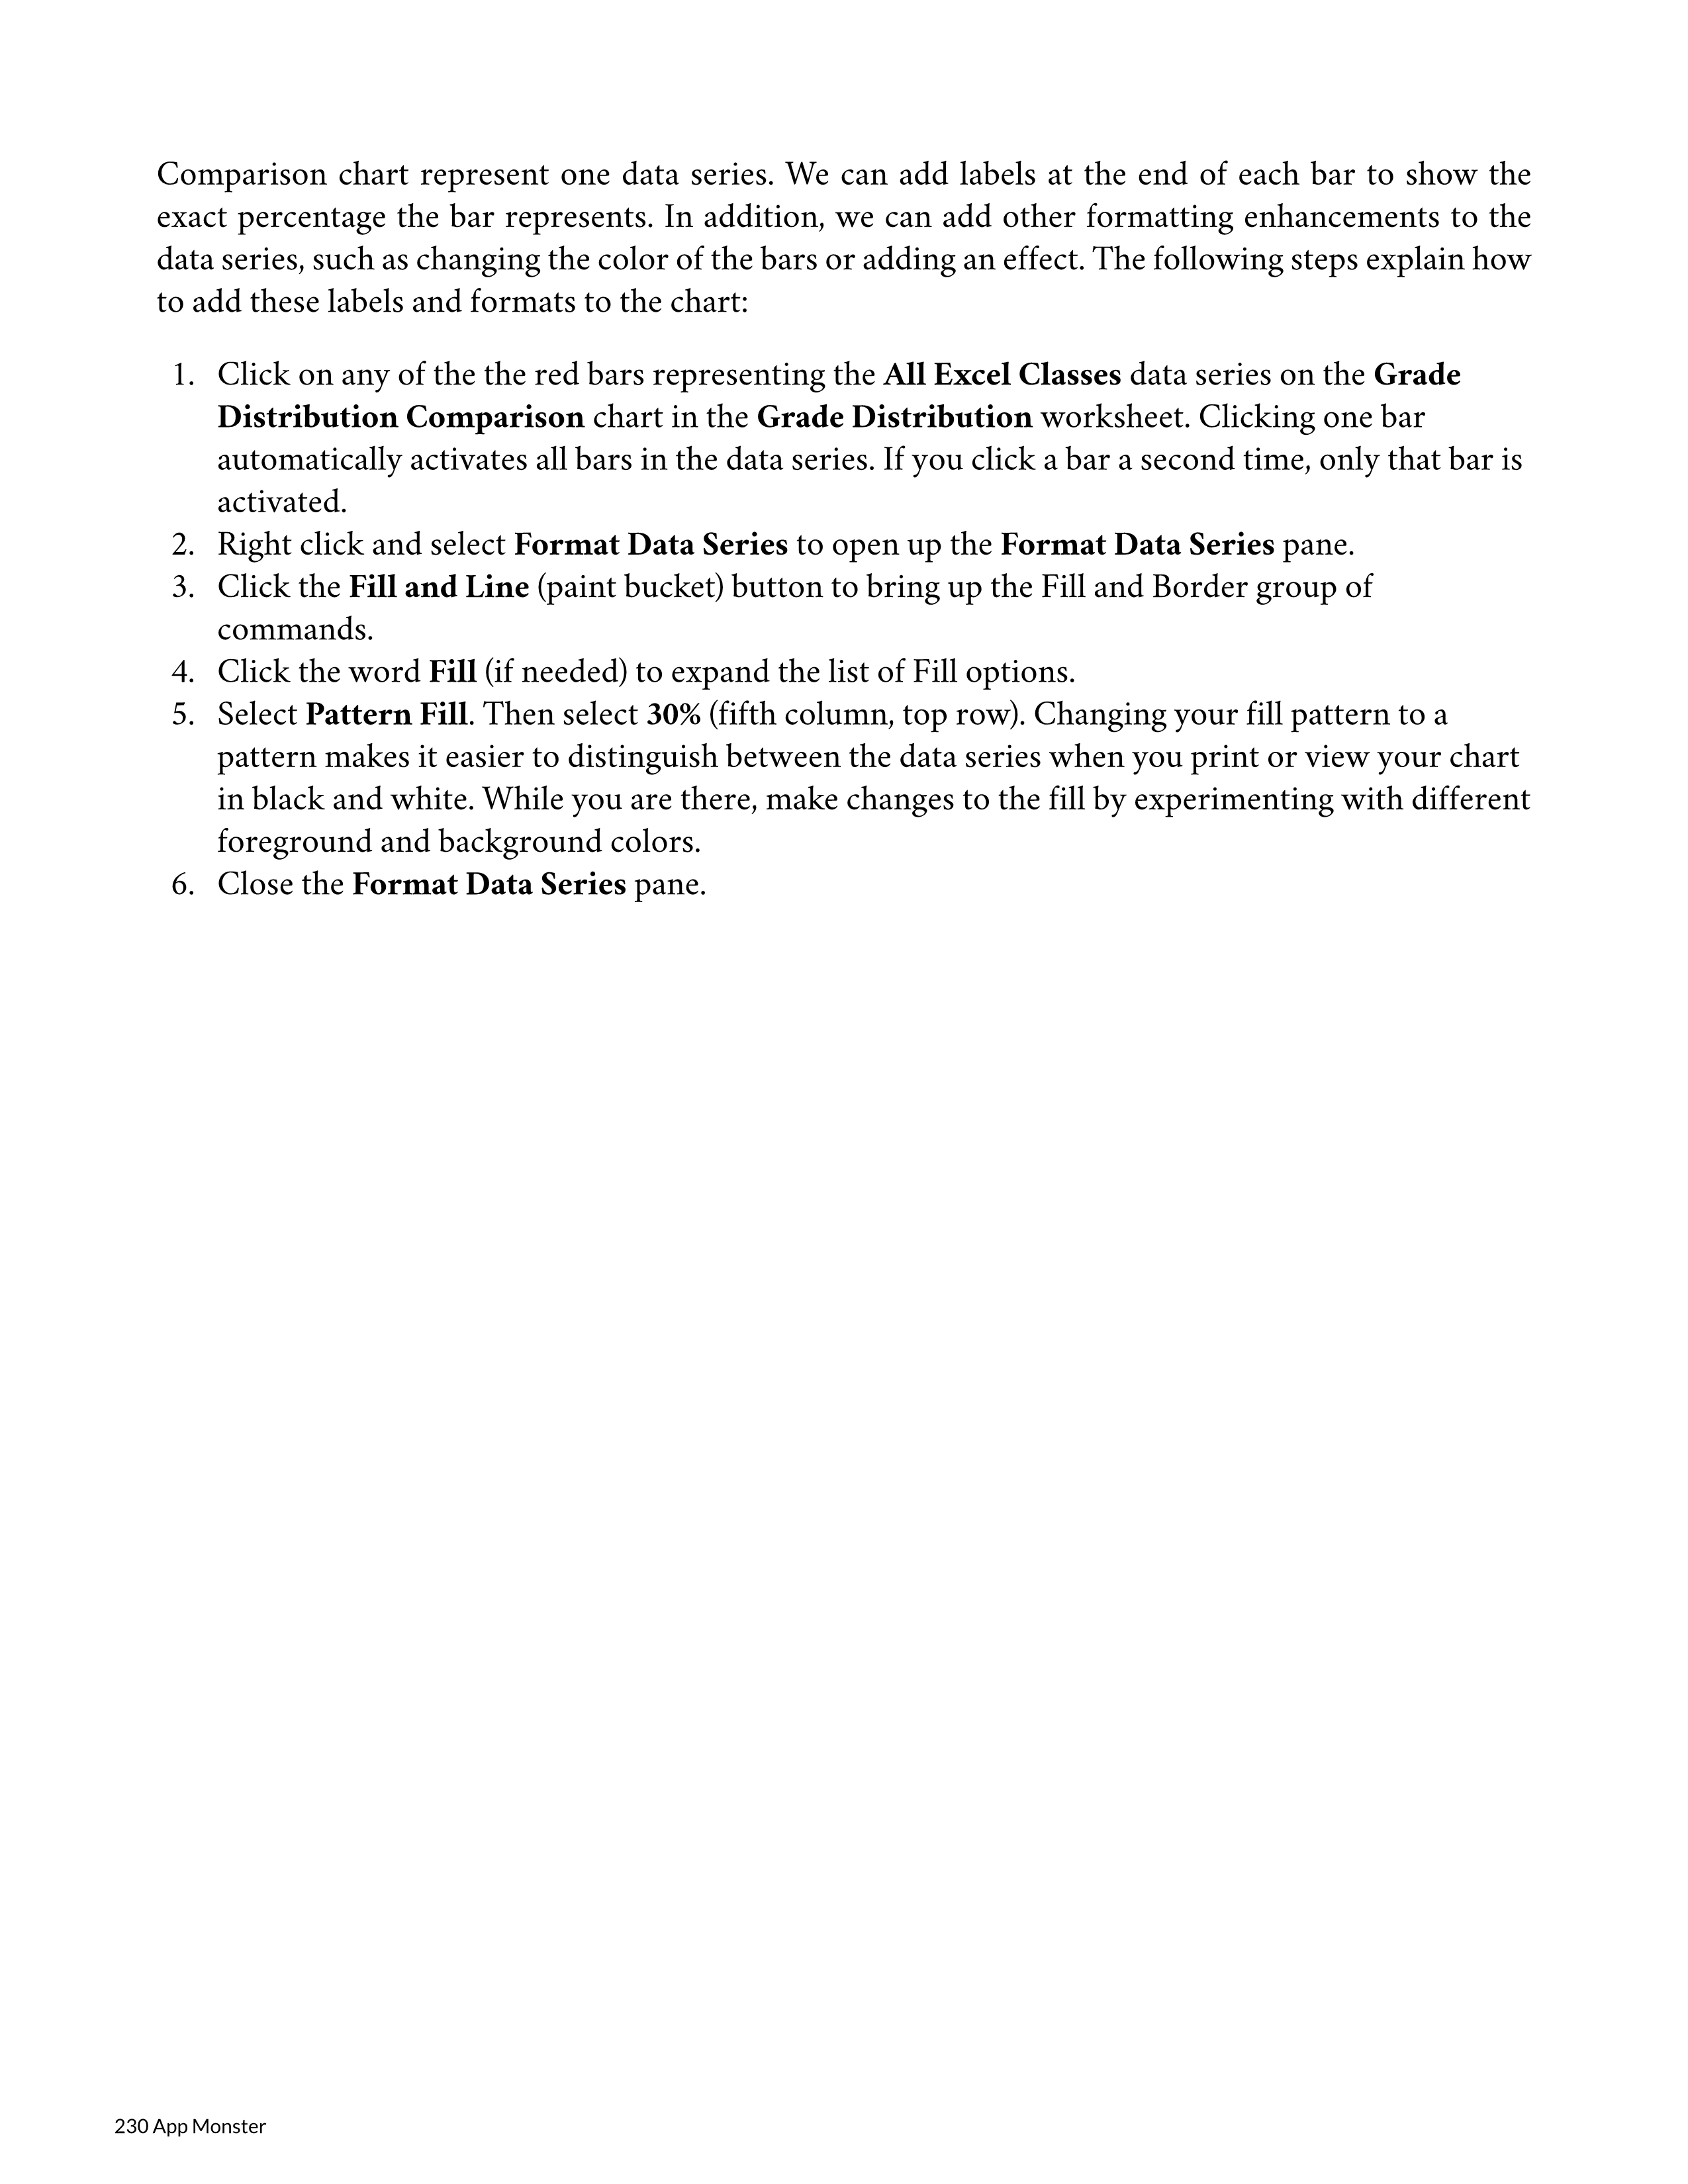 Comparison chart represent one data series. We can add labels at the end of each bar to show the
exact percentage the bar represents. In addition, we can add other formatting enhancements to the
data series, such as changing the color of the bars or adding an effect. The following steps explain how
to add these labels and formats to the chart:
1. Click on any of the the red bars representing the All Excel Classes data series on the Grade
Distribution Comparison chart in the Grade Distribution worksheet. Clicking one bar
automatically activates all bars in the data series. If you click a bar a second time, only that bar is
activated.
2. Right click and select Format Data Series to open up the Format Data Series pane.
3. Click the Fill and Line (paint bucket) button to bring up the Fill and Border group of
commands.
4. Click the word Fill (if needed) to expand the list of Fill options.
5. Select Pattern Fill. Then select 30% (fifth column, top row). Changing your fill pattern to a
pattern makes it easier to distinguish between the data series when you print or view your chart
in black and white. While you are there, make changes to the fill by experimenting with different
foreground and background colors.
6. Close the Format Data Series pane.
230 App Monster